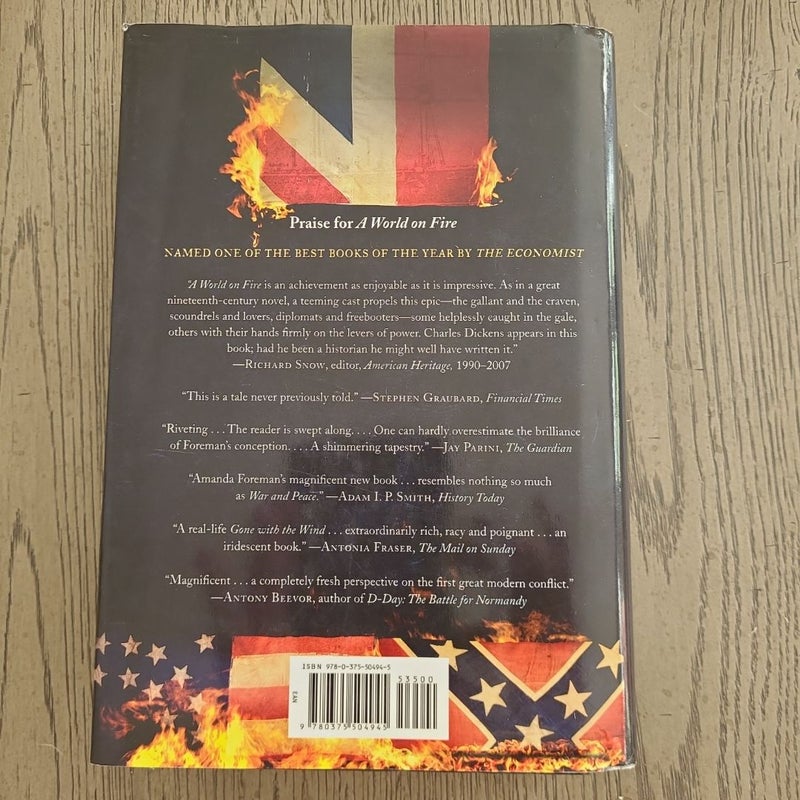 Praise for A World on Fire
NAMED ONE OF THE BEST BOOKS OF THE YEAR BY THE ECONOMIST
"A World on Fire is an achievement as enjoyable as it is impressive. As in a great
nineteenth-century novel, a teeming cast propels this epic—the gallant and the craven,
scoundrels and lovers, diplomats and freebooters—some helplessly caught in the gale,
others with their hands firmly on the levers of power. Charles Dickens appears in this
book; had he been a historian he might well have written it."
—RICHARD SNOW, editor, American Heritage, 1990–2007
"This is a tale never previously told." —STEPHEN GRAUBARD, Financial Times
"Riveting . . . The reader is swept along. . . . One can hardly overestimate the brilliance
of Foreman's conception. . . . A shimmering tapestry." —JAY PARINI, The Guardian
"Amanda Foreman's magnificent new book . . . resembles nothing so much
as War and Peace." —ADAM I. P. SMITH, History Today
"A real-life Gone with the Wind . . . extraordinarily rich, racy and poignant . . . an
iridescent book." —ANTONIA FRASER, The Mail on Sunday
"Magnificent . . . a completely fresh perspective on the first great modern conflict."
—ANTONY BEEVOR, author of D-Day: The Battle for Normandy
ISBN 978-0-375-50494-5
53500
EAN
9 780375 504945